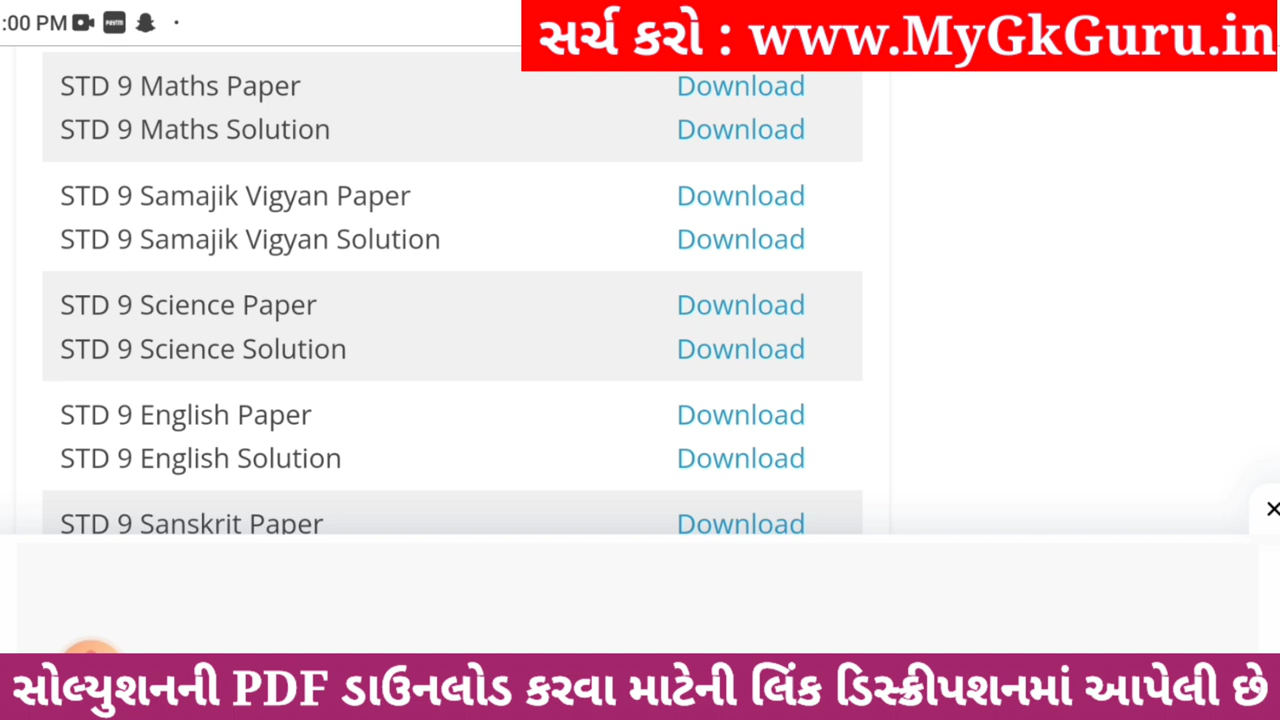 :00 PM
સર્ચ કરો : www.MyGkGuru.in
STD 9 Maths Paper Download
STD 9 Maths Solution Download
STD 9 Samajik Vigyan Paper Download
STD 9 Samajik Vigyan Solution Download
STD 9 Science Paper Download
STD 9 Science Solution Download
STD 9 English Paper Download
STD 9 English Solution Download
STD 9 Sanskrit Paper Download
સોલ્યુશનની PDF ડાઉનલોડ કરવા માટેની લિંક ડિસ્ક્રીપશનમાં આપેલી છે